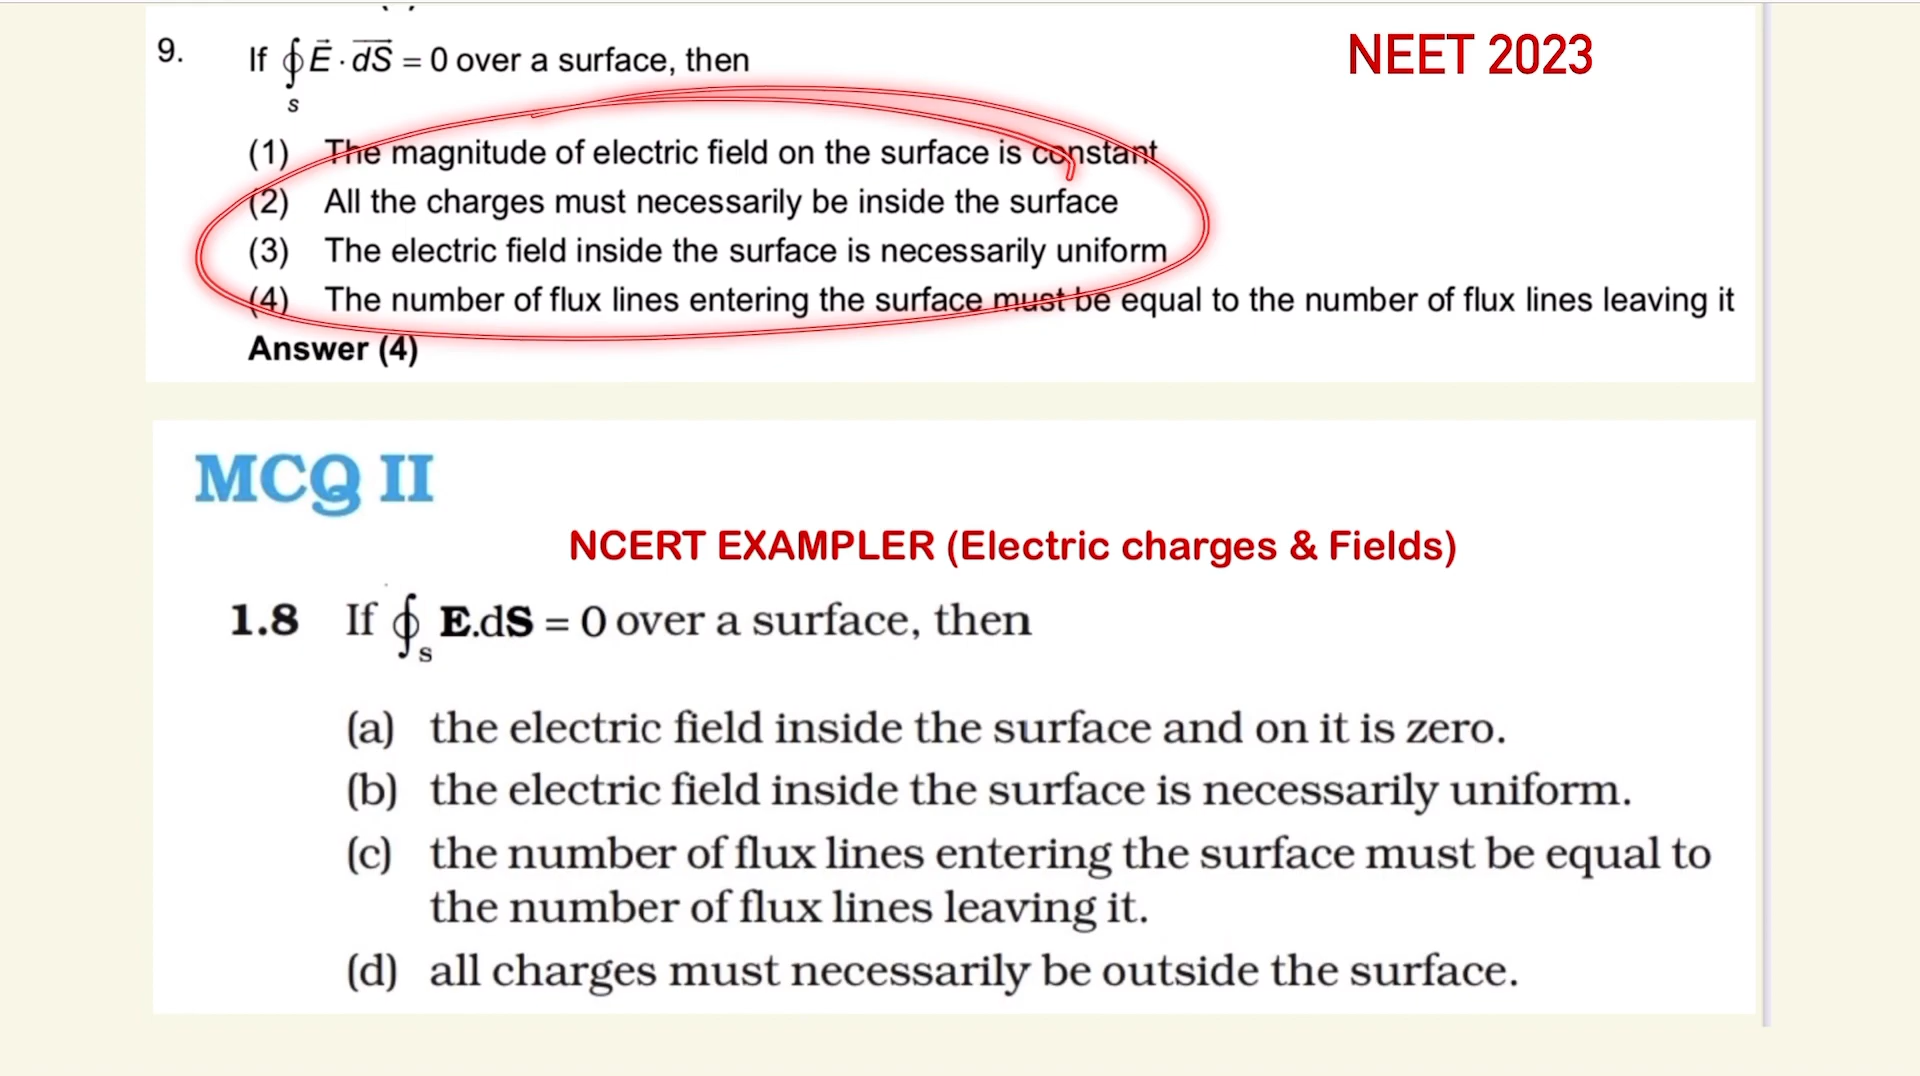 9. If ∮ₛ E⃗ · dS⃗ = 0 over a surface, then
NEET 2023
(1) The magnitude of electric field on the surface is constant
(2) All the charges must necessarily be inside the surface
(3) The electric field inside the surface is necessarily uniform
(4) The number of flux lines entering the surface must be equal to the number of flux lines leaving it
Answer (4)
MCQ II
NCERT EXAMPLER (Electric charges & Fields)
1.8 If ∮ₛ E.dS = 0 over a surface, then
(a) the electric field inside the surface and on it is zero.
(b) the electric field inside the surface is necessarily uniform.
(c) the number of flux lines entering the surface must be equal to
the number of flux lines leaving it.
(d) all charges must necessarily be outside the surface.